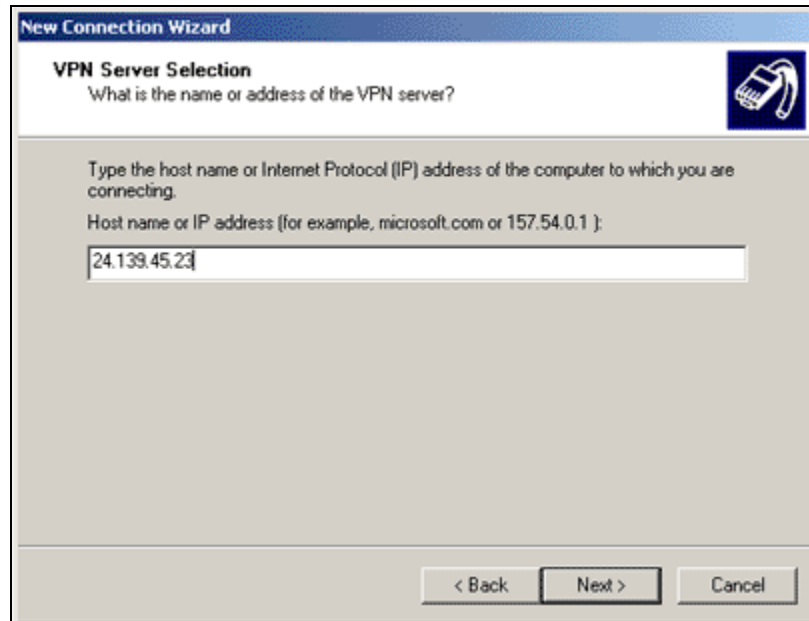 New Connection Wizard
VPN Server Selection
What is the name or address of the VPN server?
Type the host name or Internet Protocol (IP) address of the computer to which you are
connecting.
Host name or IP address (for example, microsoft.com or 157.54.0.1 ):
24.139.45.23
< Back
Next >
Cancel